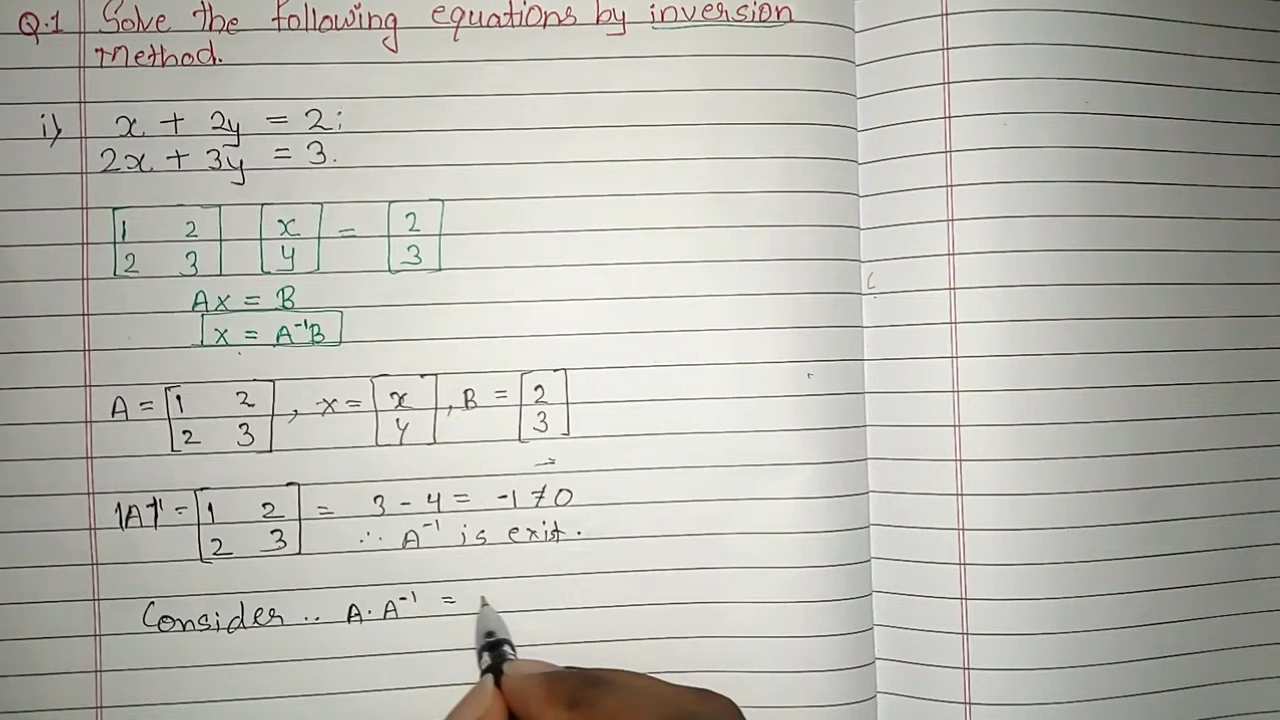 Q.1 Solve the following equations by inversion
Method.
i) x + 2y = 2;
2x + 3y = 3.
[1 2 [x = [2
2 3] y] 3]
AX = B
X = A⁻¹B
A = [1 2 , X = [x , B = [2
2 3] y] 3]
|A| = [1 2 = 3 - 4 = -1 ≠ 0
2 3] ∴ A⁻¹ is exist.
Consider .. A.A⁻¹ =